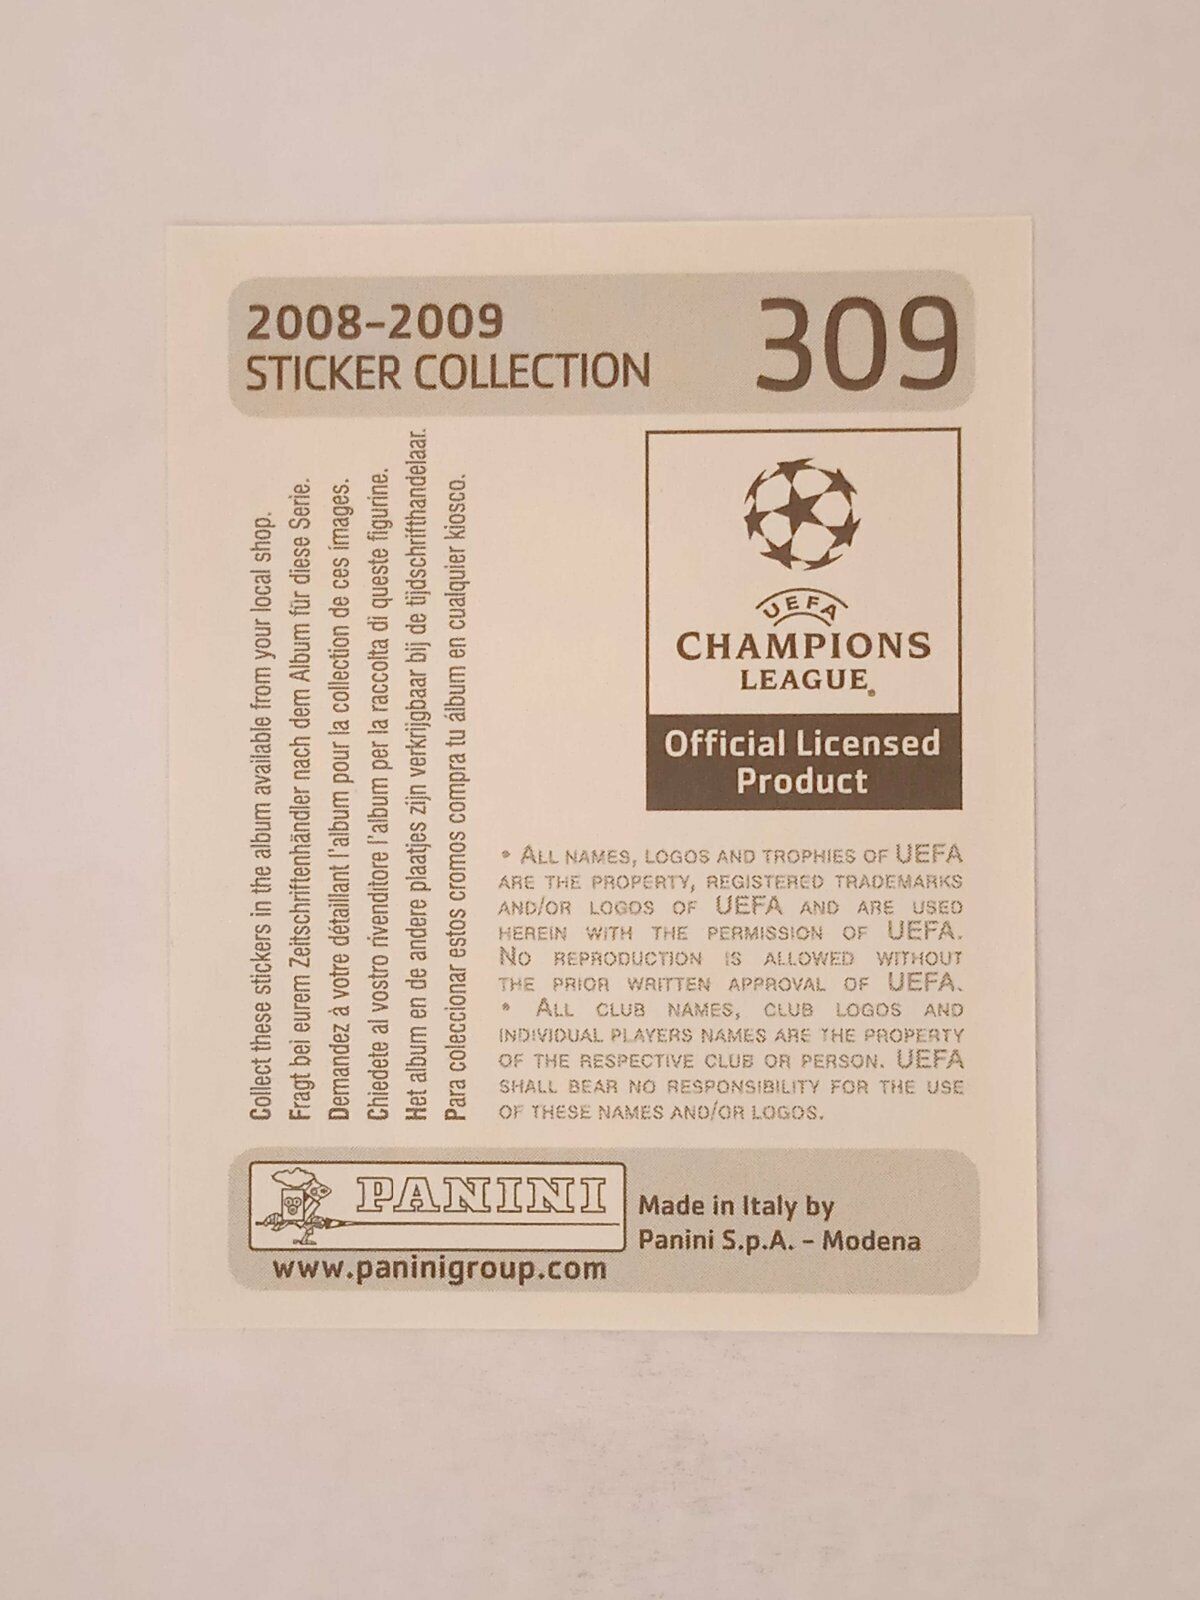 2008-2009
STICKER COLLECTION
309
Collect these stickers in the album available from your local shop.
Fragt bei eurem Zeitschriftenhändler nach dem Album für diese Serie.
Demandez à votre détaillant l'album pour la collection de ces images.
Chiedete al vostro rivenditore l'album per la raccolta di queste figurine.
Het album en de andere plaatjes zijn verkrijgbaar bij de tijdschrifthandelaar.
Para coleccionar estos cromos compra tu álbum en cualquier kiosco.
UEFA
CHAMPIONS
LEAGUE®
Official Licensed
Product
• ALL NAMES, LOGOS AND TROPHIES OF UEFA
ARE THE PROPERTY, REGISTERED TRADEMARKS
AND/OR LOGOS OF UEFA AND ARE USED
HEREIN WITH THE PERMISSION OF UEFA.
NO REPRODUCTION IS ALLOWED WITHOUT
THE PRIOR WRITTEN APPROVAL OF UEFA.
• ALL CLUB NAMES, CLUB LOGOS AND
INDIVIDUAL PLAYERS NAMES ARE THE PROPERTY
OF THE RESPECTIVE CLUB OR PERSON. UEFA
SHALL BEAR NO RESPONSIBILITY FOR THE USE
OF THESE NAMES AND/OR LOGOS.
PANINI
www.paninigroup.com
Made in Italy by
Panini S.p.A. - Modena